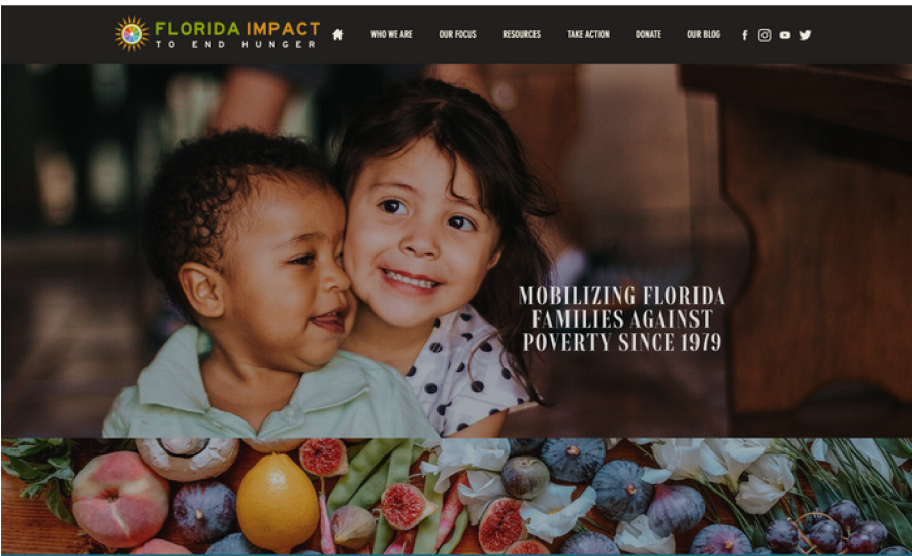 FLORIDA IMPACT
TO END HUNGER
WHO WE ARE
OUR FOCUS
RESOURCES
TAKE ACTION
DONATE
OUR BLOG
MOBILIZING FLORIDA
FAMILIES AGAINST
POVERTY SINCE 1979